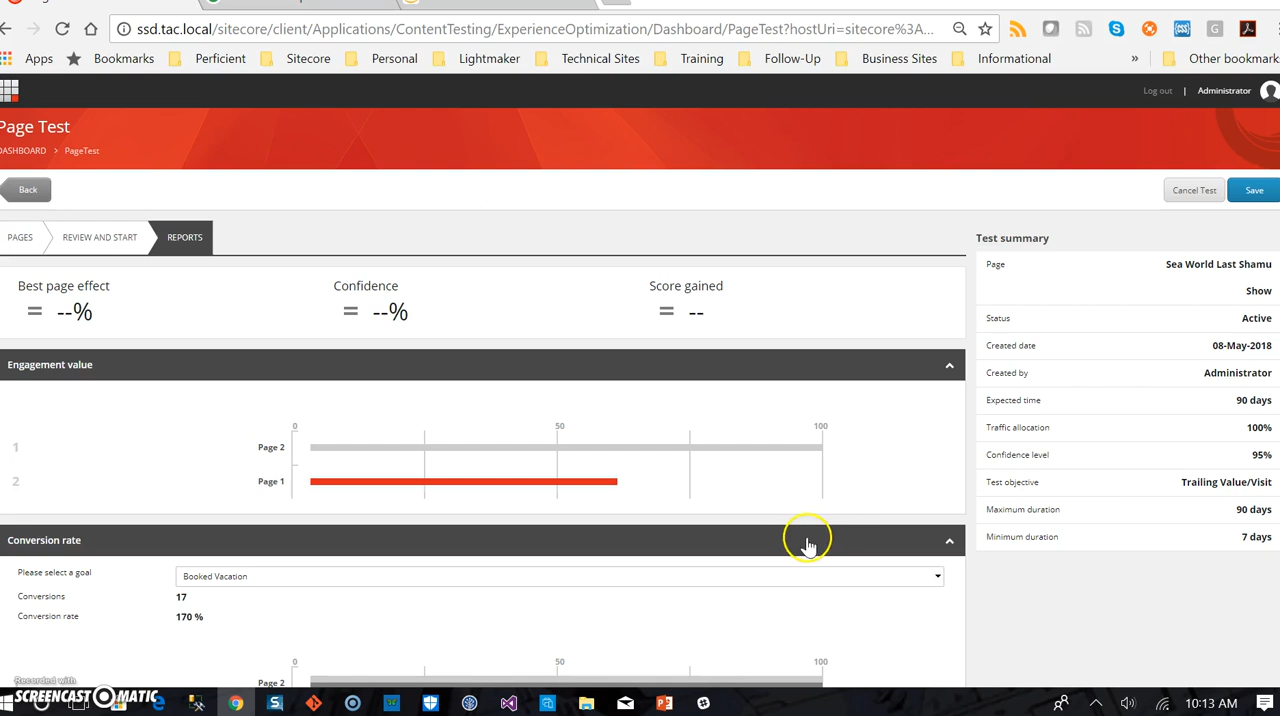 ssd.tac.local/sitecore/client/Applications/ContentTesting/ExperienceOptimization/Dashboard/PageTest?hostUri=sitecore%3A...
Apps Bookmarks Perficient Sitecore Personal Lightmaker Technical Sites Training Follow-Up Business Sites Informational » Other bookmarks
Log out | Administrator
Page Test
DASHBOARD > PageTest
Back
Cancel Test
Save
PAGES
REVIEW AND START
REPORTS
Best page effect
= --%
Confidence
= --%
Score gained
= --
Engagement value
0 50 100
1 Page 2
2 Page 1
Conversion rate
Please select a goal Booked Vacation
Conversions 17
Conversion rate 170 %
0 50 100
Page 2
Test summary
Page Sea World Last Shamu
Show
Status Active
Created date 08-May-2018
Created by Administrator
Expected time 90 days
Traffic allocation 100%
Confidence level 95%
Test objective Trailing Value/Visit
Maximum duration 90 days
Minimum duration 7 days
Recorded with
SCREENCAST MATIC
10:13 AM